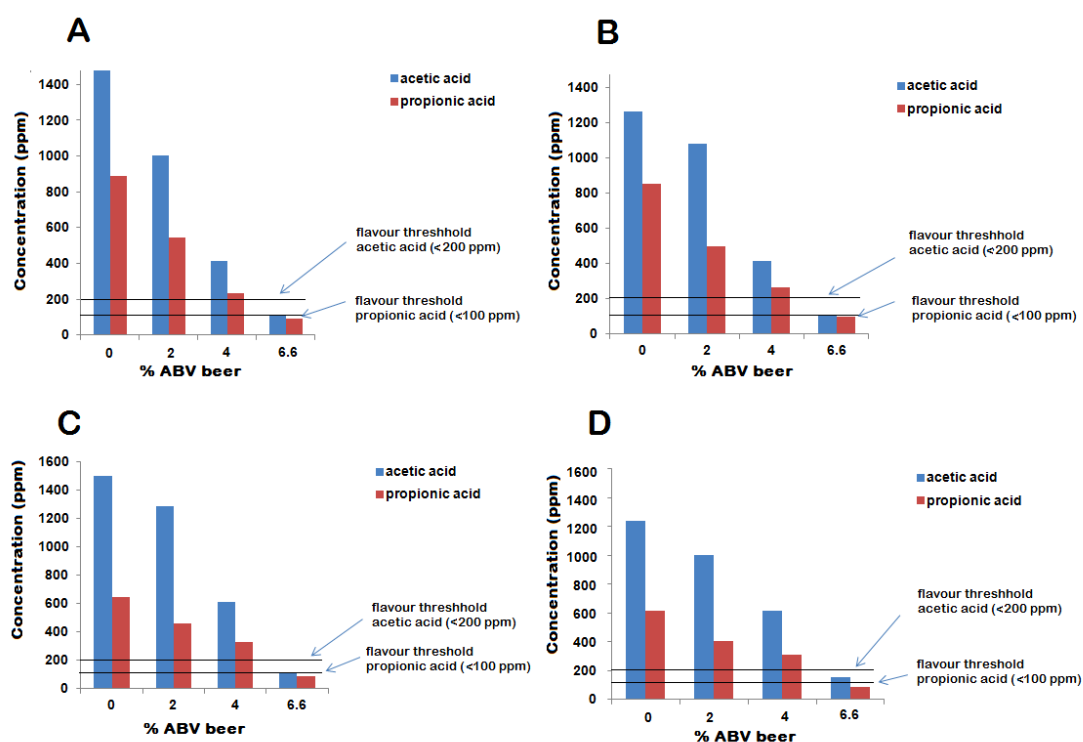 A
Concentration (ppm)
1400
1200
1000
800
600
400
200
0
acetic acid
propionic acid
flavour threshhold
acetic acid (<200 ppm)
flavour threshold
propionic acid (<100 ppm)
0 2 4 6.6
% ABV beer
B
Concentration (ppm)
1400
1200
1000
800
600
400
200
0
acetic acid
propionic acid
flavour threshhold
acetic acid (<200 ppm)
flavour threshold
propionic acid (<100 ppm)
0 2 4 6.6
% ABV beer
C
Concentration (ppm)
1600
1400
1200
1000
800
600
400
200
0
acetic acid
propionic acid
flavour threshhold
acetic acid (<200 ppm)
flavour threshold
propionic acid (<100 ppm)
0 2 4 6.6
% ABV beer
D
Concentration (ppm)
1600
1400
1200
1000
800
600
400
200
0
acetic acid
propionic acid
flavour threshhold
acetic acid (<200 ppm)
flavour threshold
propionic acid (<100 ppm)
0 2 4 6.6
% ABV beer